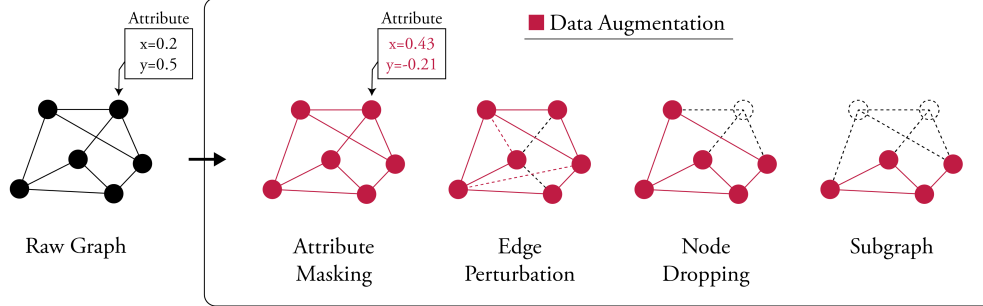 Attribute
x=0.2
y=0.5
Raw Graph
Data Augmentation
Attribute
x=0.43
y=-0.21
Attribute
Masking
Edge
Perturbation
Node
Dropping
Subgraph